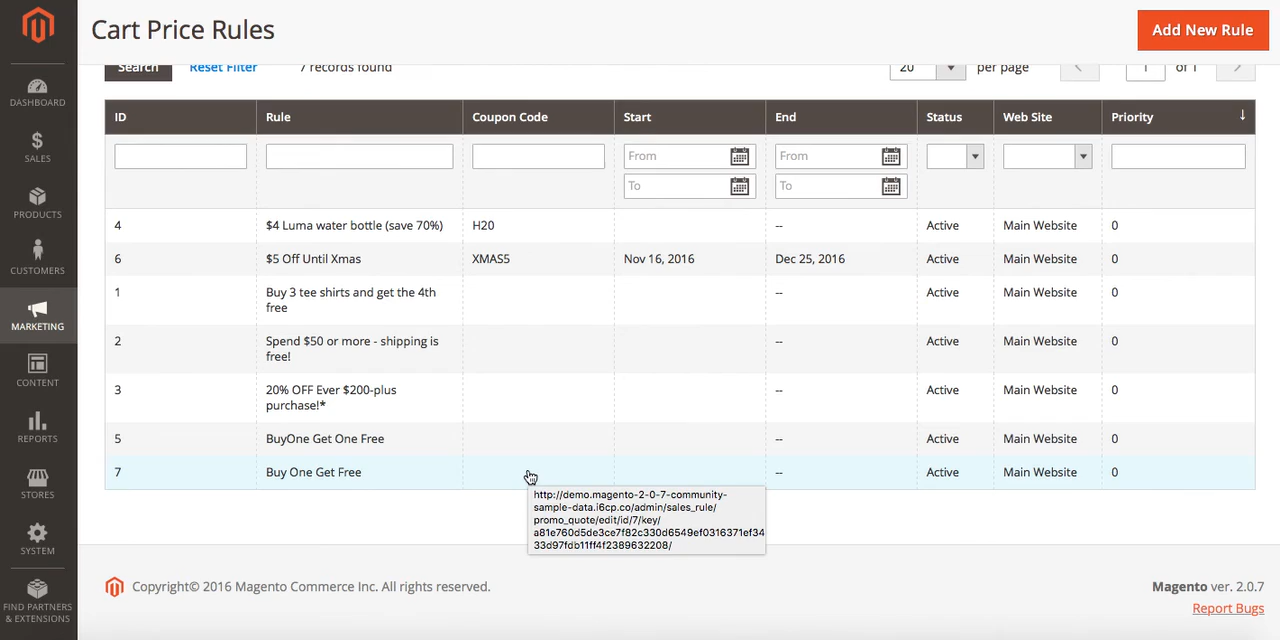 Cart Price Rules
Add New Rule
Search Reset Filter 7 records found 20 per page 1 of 1
DASHBOARD
SALES
PRODUCTS
CUSTOMERS
MARKETING
CONTENT
REPORTS
STORES
SYSTEM
FIND PARTNERS
& EXTENSIONS
ID Rule Coupon Code Start End Status Web Site Priority ↓
From From
To To
4 $4 Luma water bottle (save 70%) H20 -- Active Main Website 0
6 $5 Off Until Xmas XMAS5 Nov 16, 2016 Dec 25, 2016 Active Main Website 0
1 Buy 3 tee shirts and get the 4th -- Active Main Website 0
free
2 Spend $50 or more - shipping is -- Active Main Website 0
free!
3 20% OFF Ever $200-plus -- Active Main Website 0
purchase!*
5 BuyOne Get One Free -- Active Main Website 0
7 Buy One Get Free -- Active Main Website 0
http://demo.magento-2-0-7-community-
sample-data.i6cp.co/admin/sales_rule/
promo_quote/edit/id/7/key/
a81e760d5de3ce7f82c330d6549ef0316371ef34
33d97fdb11ff4f2389632208/
Copyright© 2016 Magento Commerce Inc. All rights reserved.
Magento ver. 2.0.7
Report Bugs